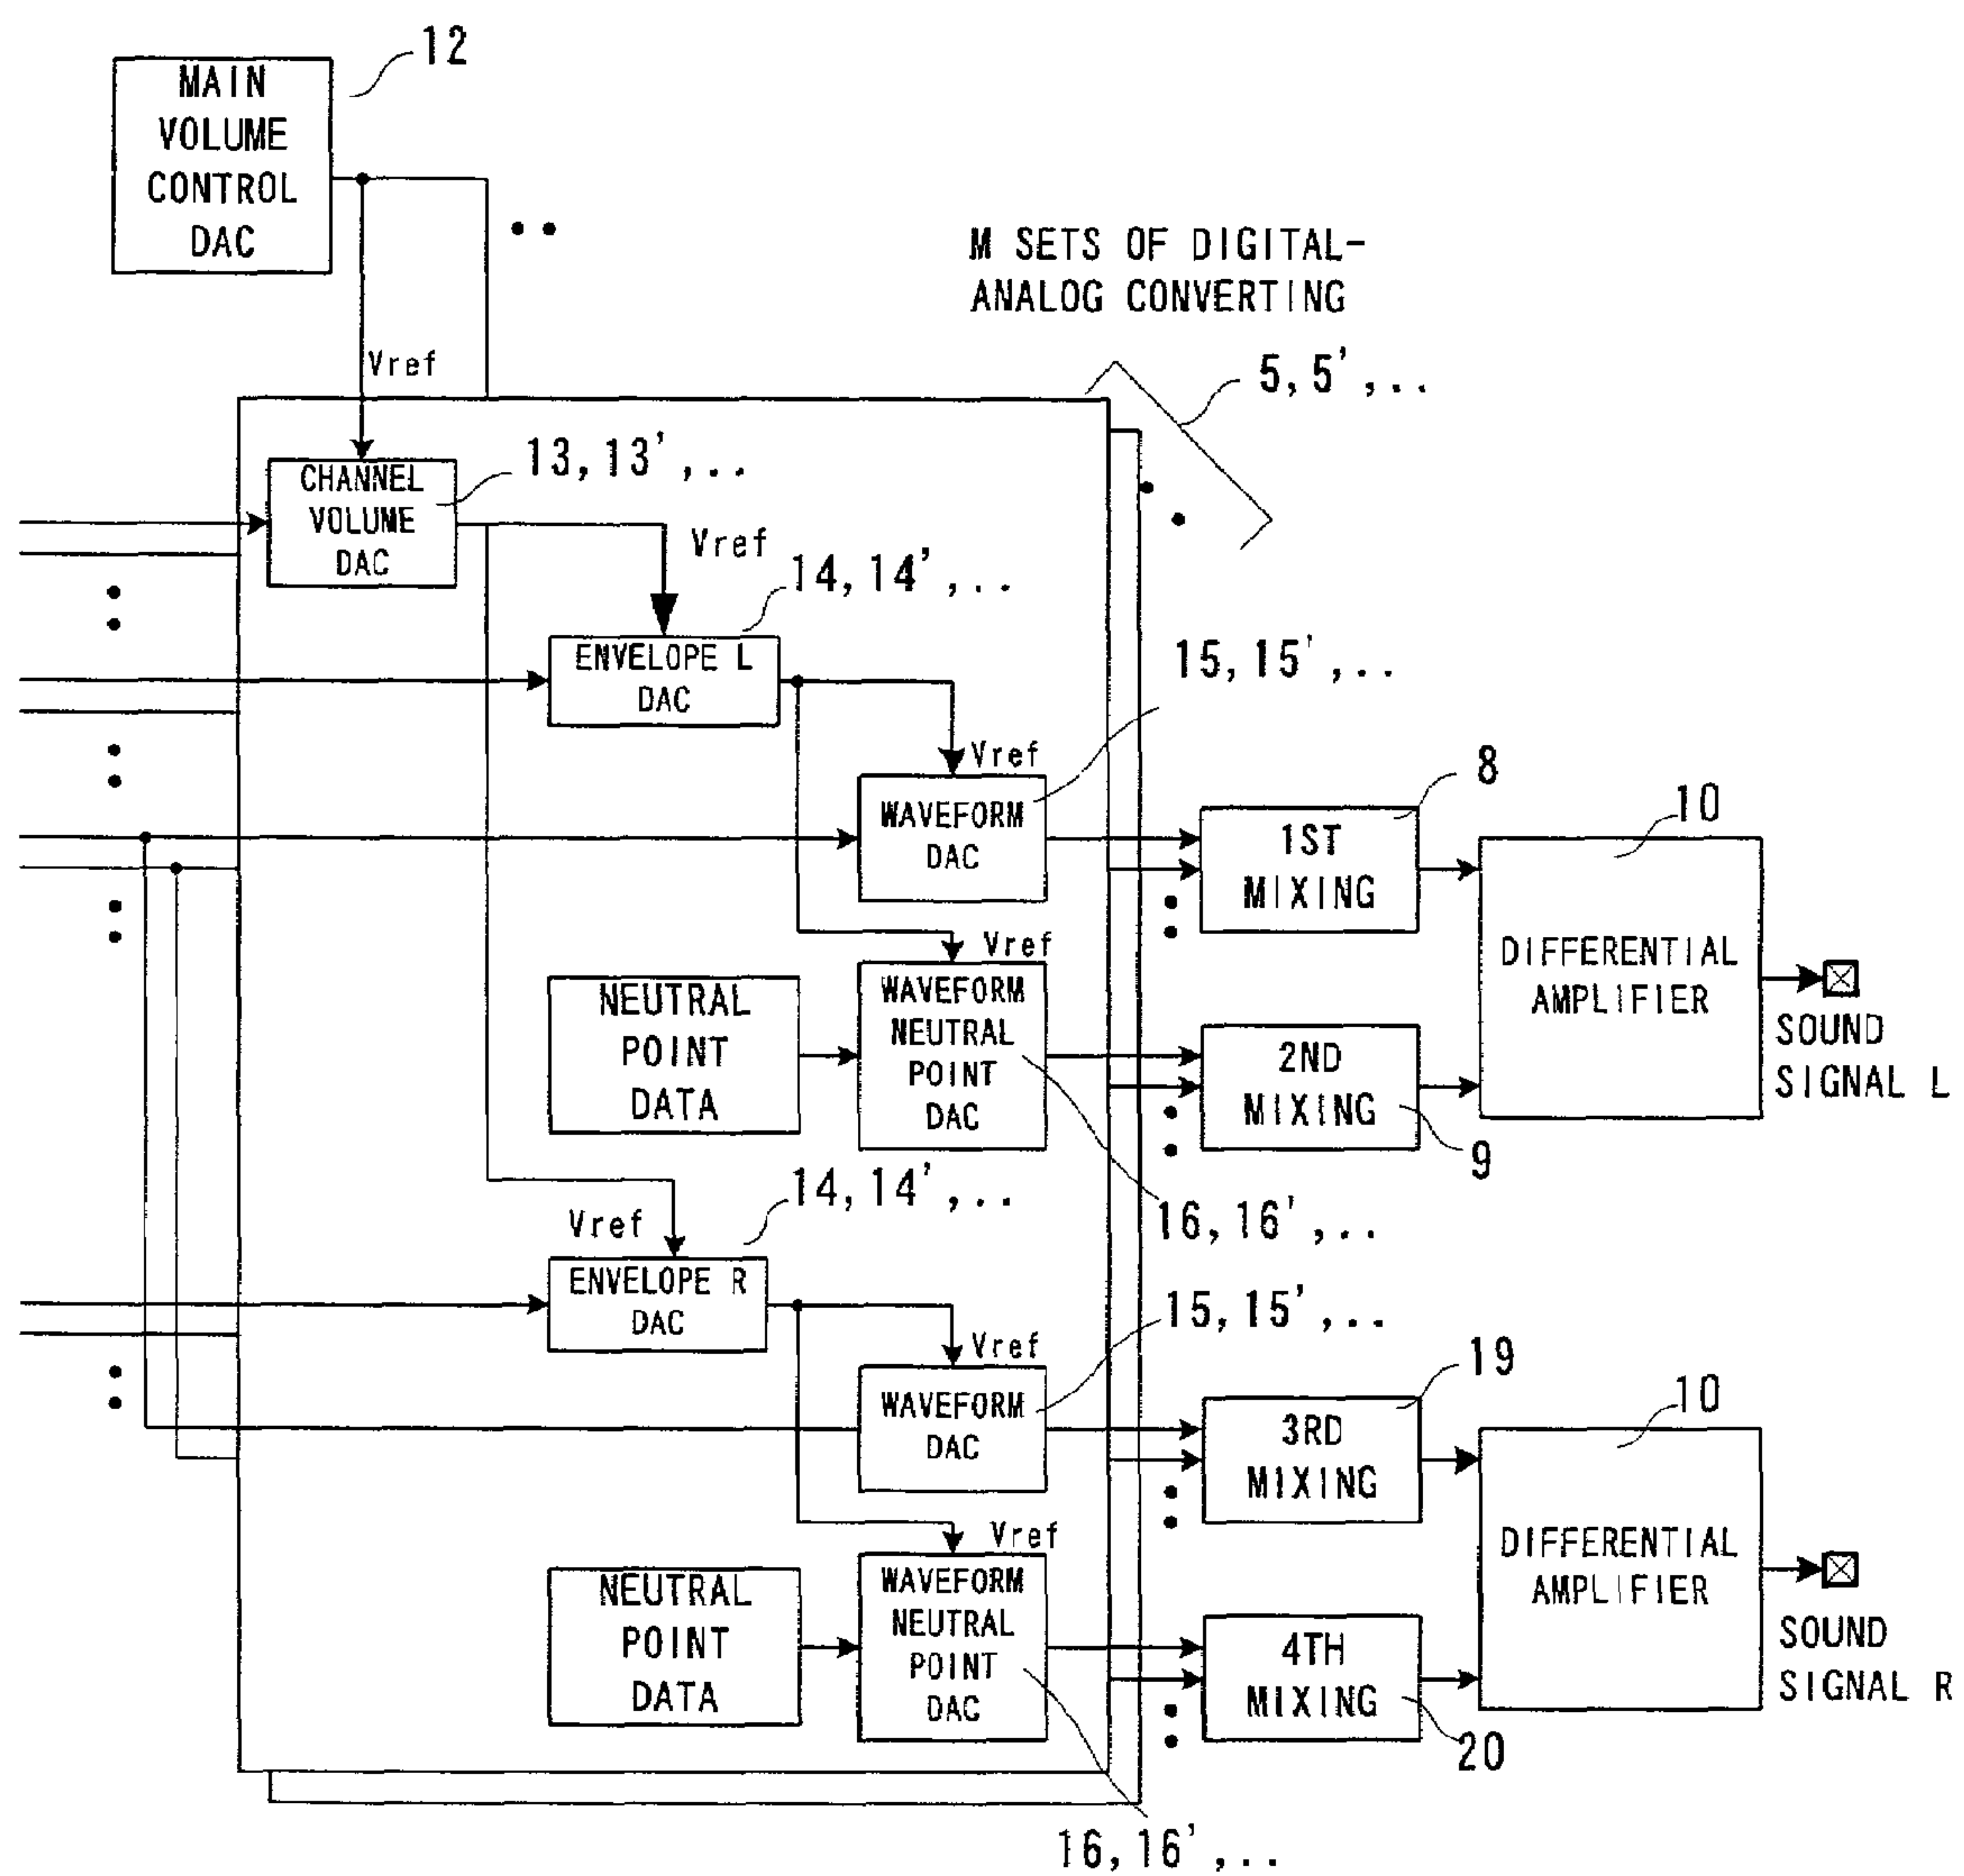 12
MAIN
VOLUME
CONTROL
DAC
M SETS OF DIGITAL-
ANALOG CONVERTING
Vref
5, 5', ..
13, 13', ..
CHANNEL
VOLUME
DAC
Vref
14, 14', ..
ENVELOPE L
DAC
15, 15', ..
Vref
WAVEFORM
DAC
8
1ST
MIXING
10
DIFFERENTIAL
AMPLIFIER
SOUND
SIGNAL L
Vref
NEUTRAL
POINT
DATA
WAVEFORM
NEUTRAL
POINT
DAC
2ND
MIXING
9
14, 14', ..
16, 16', ..
Vref
ENVELOPE R
DAC
15, 15', ..
Vref
WAVEFORM
DAC
19
3RD
MIXING
10
DIFFERENTIAL
AMPLIFIER
SOUND
SIGNAL R
Vref
NEUTRAL
POINT
DATA
WAVEFORM
NEUTRAL
POINT
DAC
4TH
MIXING
20
16, 16', ..